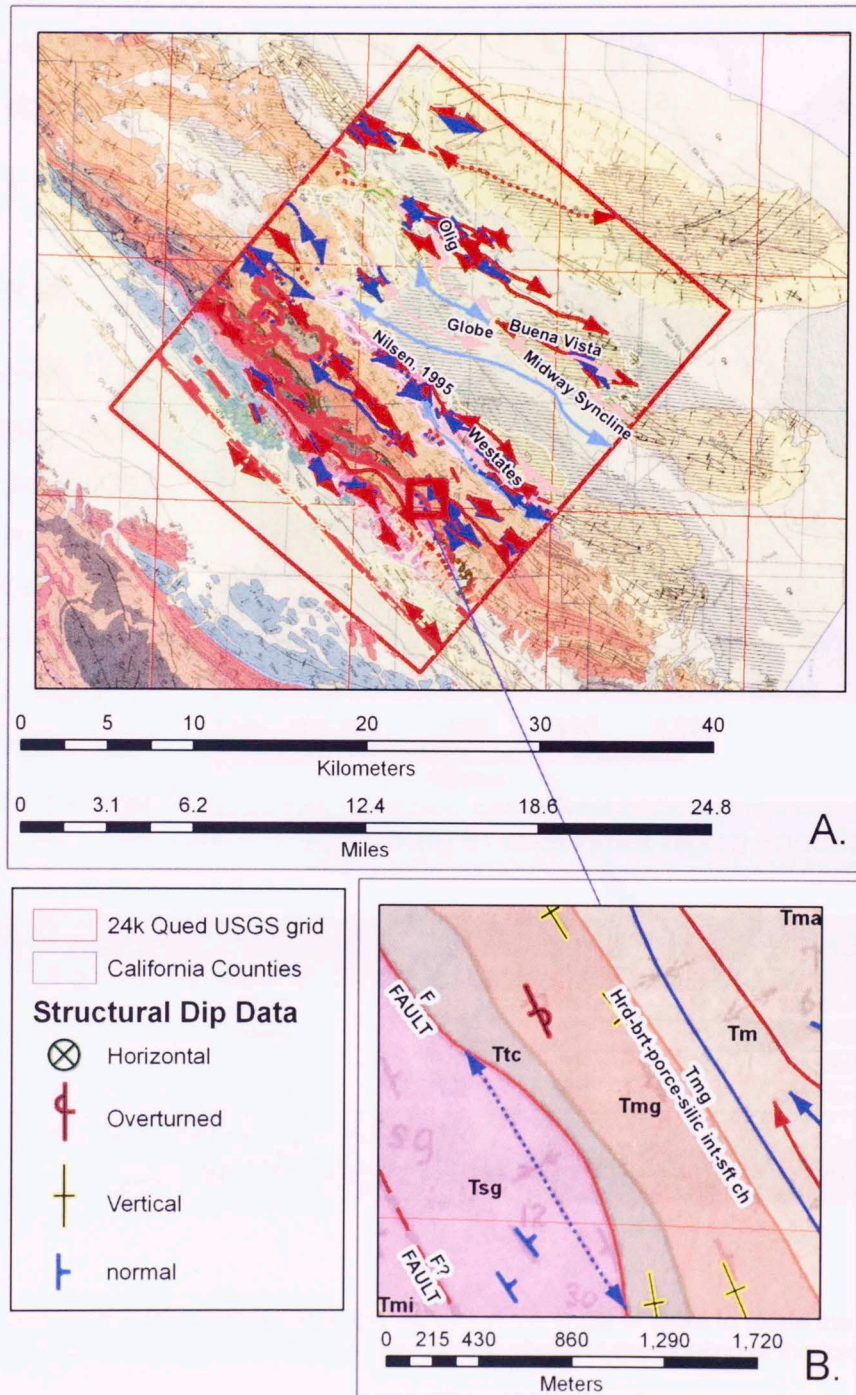 Olig
Globe
Buena Vista
Nilsen, 1995
Midway Syncline
Westates
0 5 10 20 30 40
Kilometers
0 3.1 6.2 12.4 18.6 24.8
Miles
A.
24k Qued USGS grid
California Counties
Structural Dip Data
Horizontal
Overturned
Vertical
normal
Tma
F
FAULT
Ttc
Tm
Tmg
Hrd-brt-porce-silic int-sft ch
Tmg
sg
Tsg
12
F?
FAULT
30
Tmi
0 215 430 860 1,290 1,720
Meters
B.